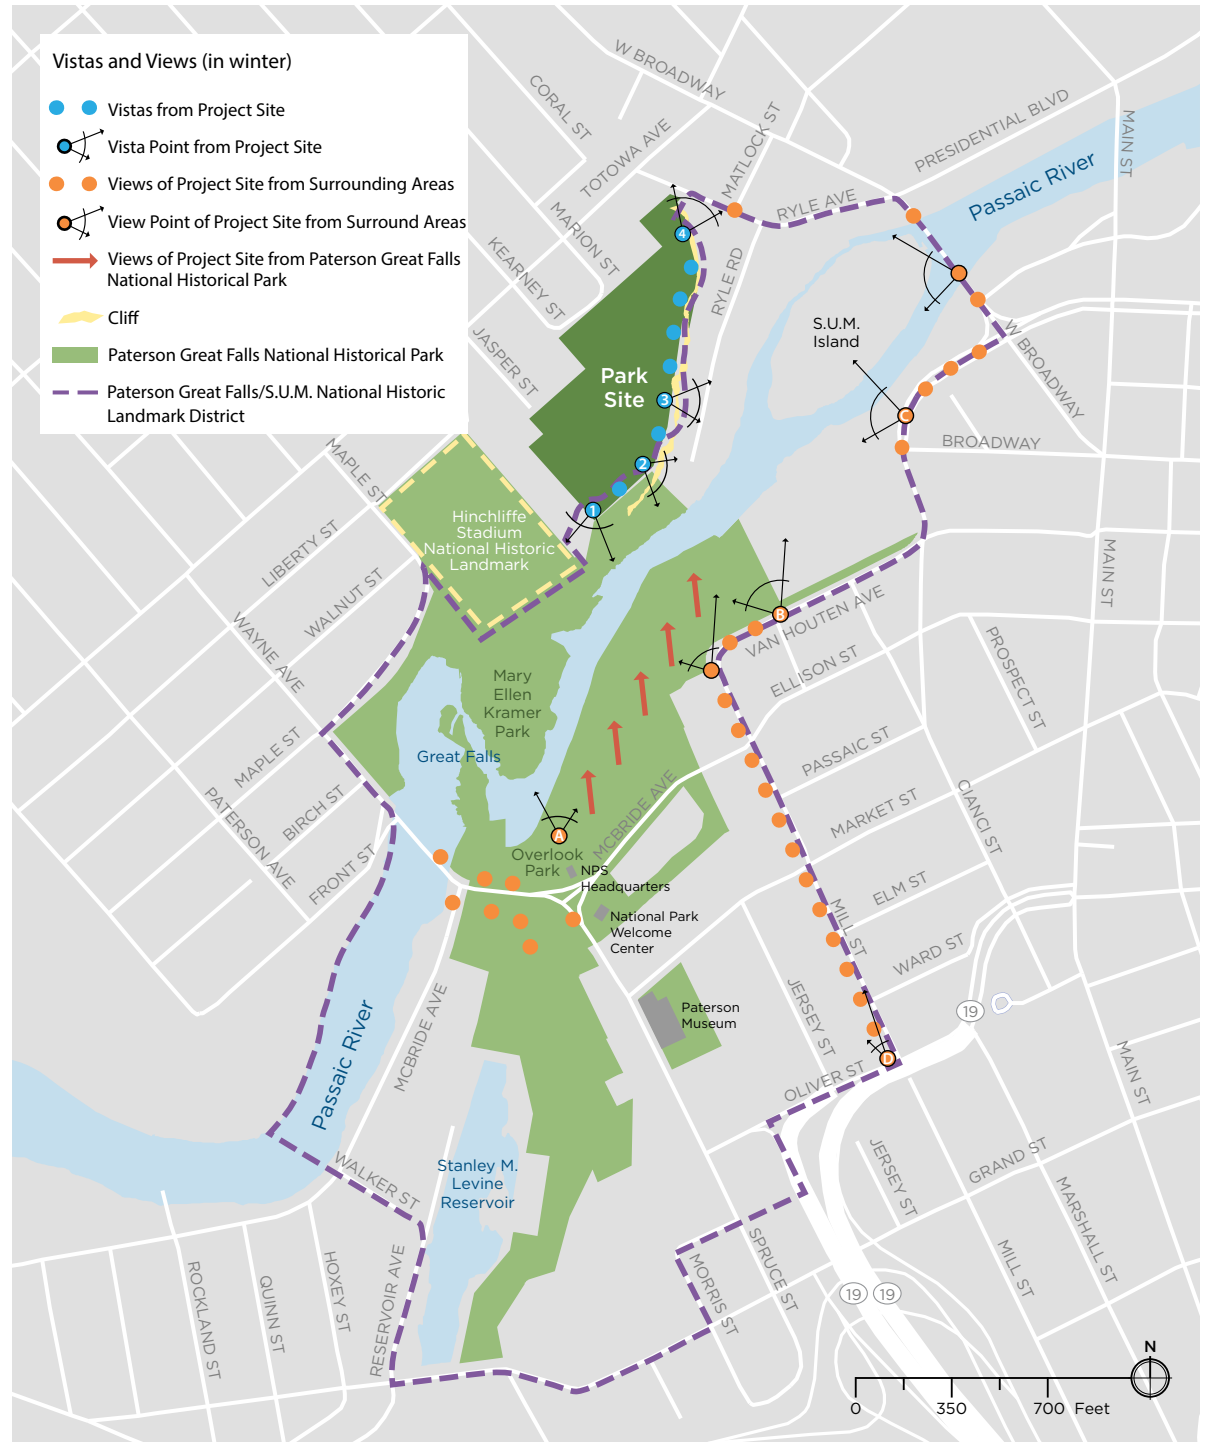 Vistas and Views (in winter)
Vistas from Project Site
Vista Point from Project Site
Views of Project Site from Surrounding Areas
View Point of Project Site from Surround Areas
Views of Project Site from Paterson Great Falls
National Historical Park
Cliff
Paterson Great Falls National Historical Park
Paterson Great Falls/S.U.M. National Historic
Landmark District
W BROADWAY
CORAL ST
TOTOWA AVE
MATLOCK ST
PRESIDENTIAL BLVD
MAIN ST
Passaic River
MARION ST
RYLE AVE
KEARNEY ST
RYLE RD
JASPER ST
4
S.U.M.
Island
W BROADWAY
Park
Site
3
C
BROADWAY
2
1
MAPLE ST
Hinchliffe
Stadium
National Historic
Landmark
LIBERTY ST
WALNUT ST
WAYNE AVE
MAIN ST
B
VAN HOUTEN AVE
ELLISON ST
PROSPECT ST
Mary
Ellen
Kramer
Park
Great Falls
MAPLE ST
PASSAIC ST
PATERSON AVE
BIRCH ST
MCBRIDE AVE
MARKET ST
CIANCI ST
A
FRONT ST
Overlook
Park
NPS
Headquarters
ELM ST
National Park
Welcome
Center
MILL ST
WARD ST
Paterson
Museum
JERSEY ST
19
MCBRIDE AVE
Passaic River
D
OLIVER ST
MAIN ST
WALKER ST
Stanley M.
Levine
Reservoir
JERSEY ST
GRAND ST
MARSHALL ST
ROCKLAND ST
QUINN ST
HOXEY ST
RESERVOIR AVE
MORRIS ST
SPRUCE ST
MILL ST
19
19
N
0
350
700 Feet